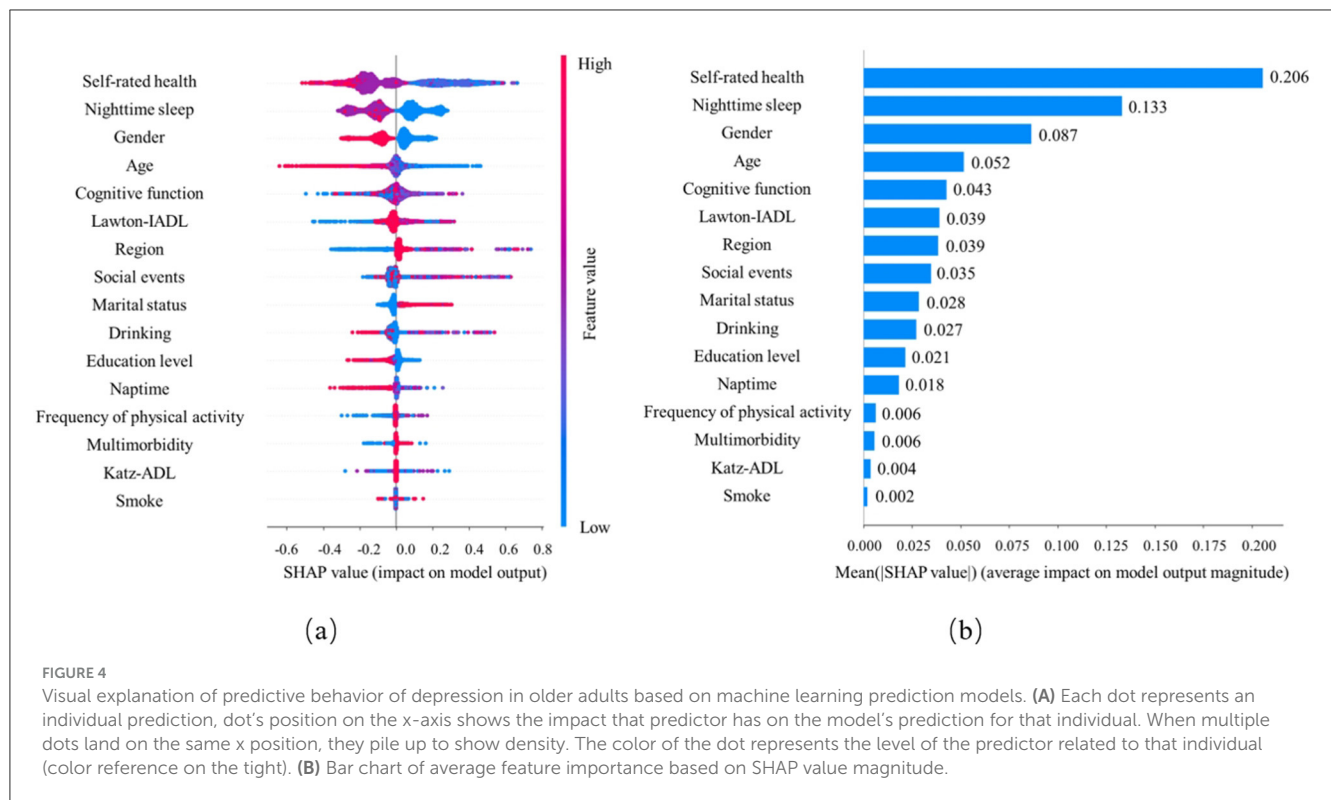 Self-rated health
Nighttime sleep
Gender
Age
Cognitive function
Lawton-IADL
Region
Social events
Marital status
Drinking
Education level
Naptime
Frequency of physical activity
Multimorbidity
Katz-ADL
Smoke
-0.6 -0.4 -0.2 0.0 0.2 0.4 0.6 0.8
SHAP value (impact on model output)
High
Feature value
Low
(a)
Self-rated health 0.206
Nighttime sleep 0.133
Gender 0.087
Age 0.052
Cognitive function 0.043
Lawton-IADL 0.039
Region 0.039
Social events 0.035
Marital status 0.028
Drinking 0.027
Education level 0.021
Naptime 0.018
Frequency of physical activity 0.006
Multimorbidity 0.006
Katz-ADL 0.004
Smoke 0.002
0.000 0.025 0.050 0.075 0.100 0.125 0.150 0.175 0.200
Mean(|SHAP value|) (average impact on model output magnitude)
(b)
FIGURE 4
Visual explanation of predictive behavior of depression in older adults based on machine learning prediction models. (A) Each dot represents an
individual prediction, dot's position on the x-axis shows the impact that predictor has on the model's prediction for that individual. When multiple
dots land on the same x position, they pile up to show density. The color of the dot represents the level of the predictor related to that individual
(color reference on the tight). (B) Bar chart of average feature importance based on SHAP value magnitude.